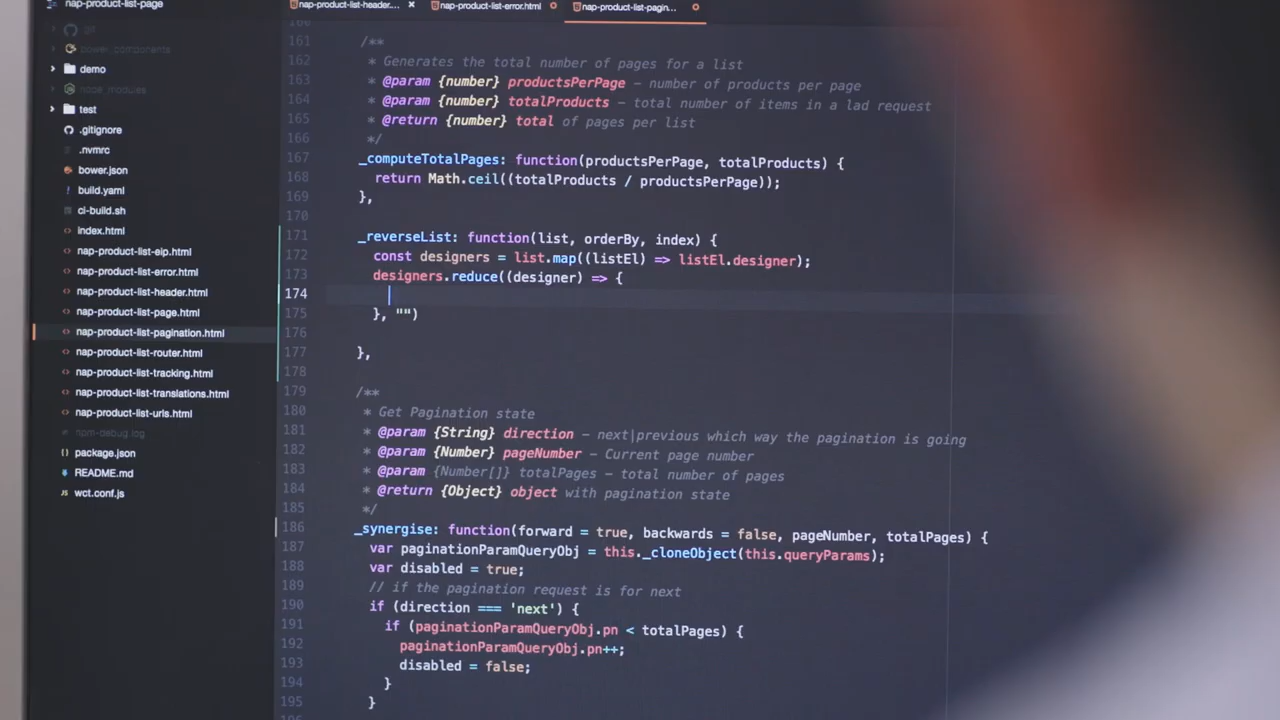 nap-product-list-page
.git
bower_components
demo
node_modules
test
.gitignore
.nvmrc
bower.json
build.yaml
ci-build.sh
index.html
nap-product-list-eip.html
nap-product-list-error.html
nap-product-list-header.html
nap-product-list-page.html
nap-product-list-pagination.html
nap-product-list-router.html
nap-product-list-tracking.html
nap-product-list-translations.html
nap-product-list-urls.html
npm-debug.log
package.json
README.md
wct.conf.js
nap-product-list-header.... × nap-product-list-error.html nap-product-list-pagin...
160
161 /**
162 * Generates the total number of pages for a list
163 * @param {number} productsPerPage – number of products per page
164 * @param {number} totalProducts – total number of items in a lad request
165 * @return {number} total of pages per list
166 */
167 _computeTotalPages: function(productsPerPage, totalProducts) {
168 return Math.ceil((totalProducts / productsPerPage));
169 },
170
171 _reverseList: function(list, orderBy, index) {
172 const designers = list.map((listEl) => listEl.designer);
173 designers.reduce((designer) => {
174
175 }, "")
176
177 },
178
179 /**
180 * Get Pagination state
181 * @param {String} direction – next|previous which way the pagination is going
182 * @param {Number} pageNumber – Current page number
183 * @param {Number[]} totalPages – total number of pages
184 * @return {Object} object with pagination state
185 */
186 _synergise: function(forward = true, backwards = false, pageNumber, totalPages) {
187 var paginationParamQueryObj = this._cloneObject(this.queryParams);
188 var disabled = true;
189 // if the pagination request is for next
190 if (direction === 'next') {
191 if (paginationParamQueryObj.pn < totalPages) {
192 paginationParamQueryObj.pn++;
193 disabled = false;
194 }
195 }